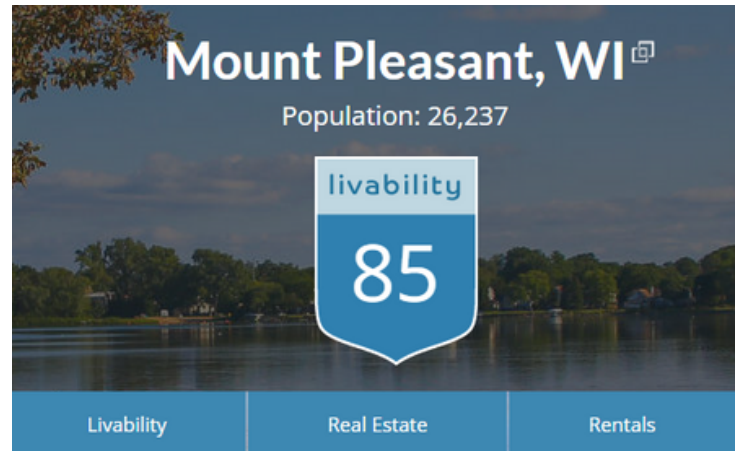 Mount Pleasant, WI
Population: 26,237
livability
85
Livability
Real Estate
Rentals